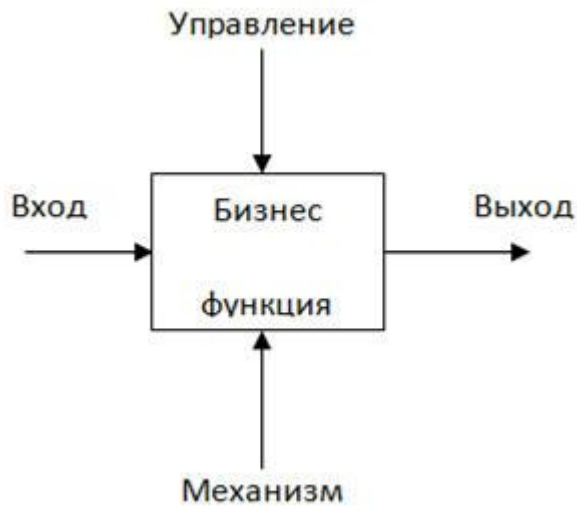 Управление
Вход
Бизнес
Выход
функция
Механизм